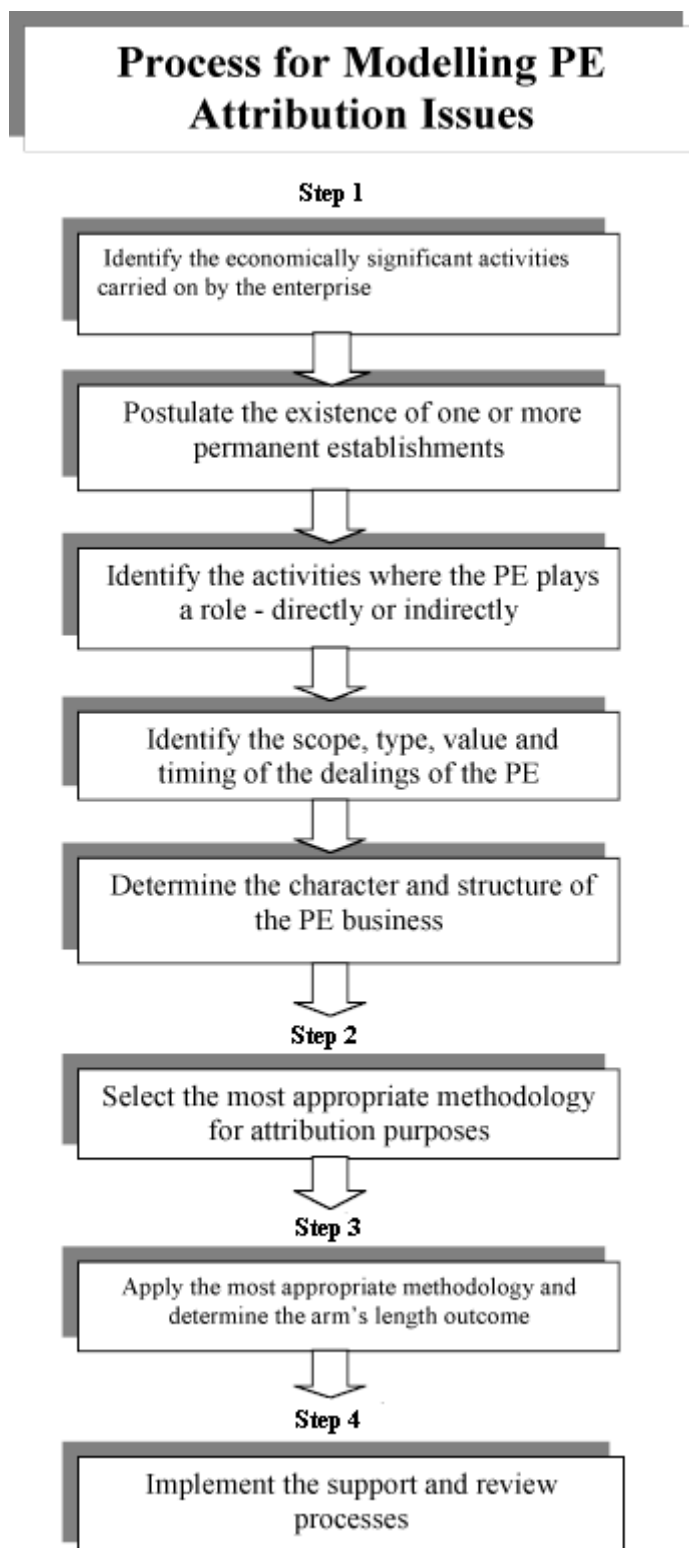 Process for Modelling PE
Attribution Issues
Step 1
Identify the economically significant activities
carried on by the enterprise
Postulate the existence of one or more
permanent establishments
Identify the activities where the PE plays
a role - directly or indirectly
Identify the scope, type, value and
timing of the dealings of the PE
Determine the character and structure of
the PE business
Step 2
Select the most appropriate methodology
for attribution purposes
Step 3
Apply the most appropriate methodology and
determine the arm's length outcome
Step 4
Implement the support and review
processes